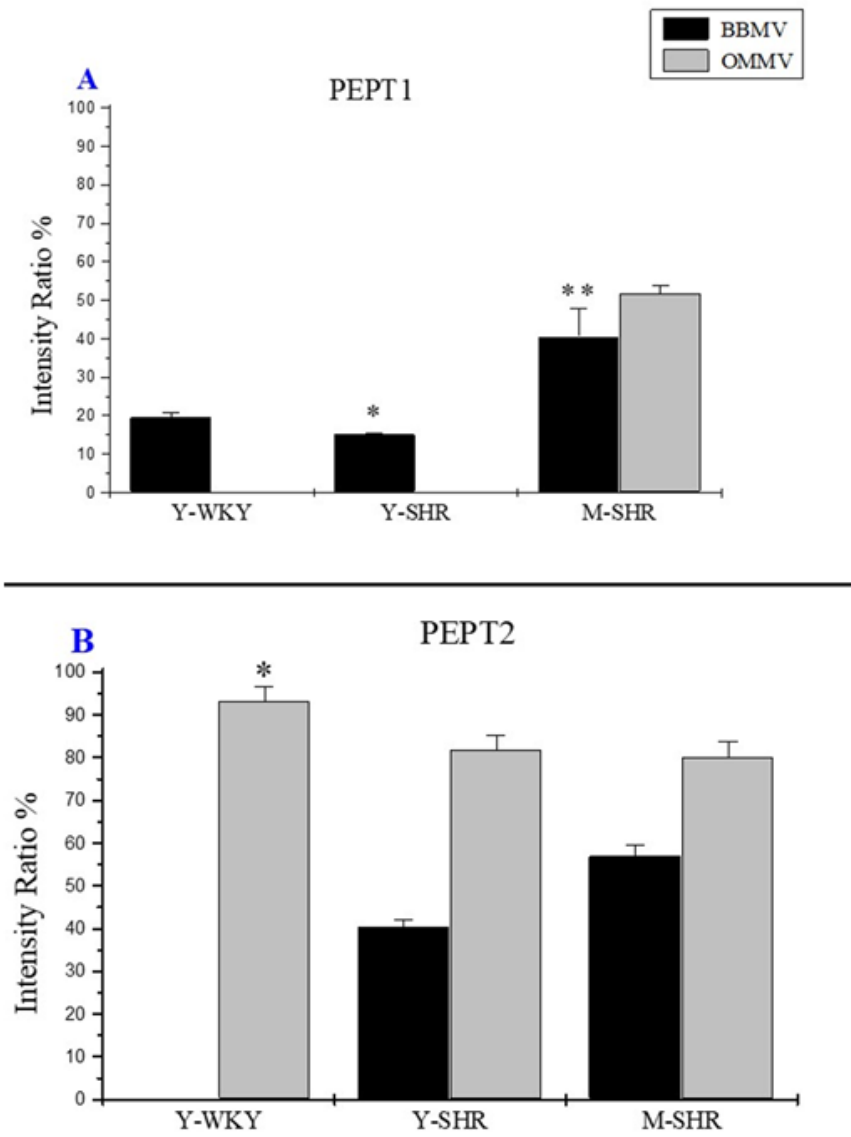 BBMV
OMMV
A
PEPT1
100
90
80
70
60
50
40
30
20
10
0
Intensity Ratio %
*
**
Y-WKY Y-SHR M-SHR
B
PEPT2
100
90
80
70
60
50
40
30
20
10
0
Intensity Ratio %
*
Y-WKY Y-SHR M-SHR